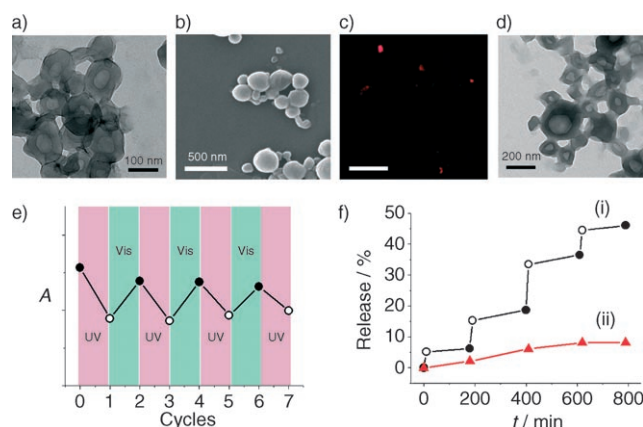 a)
b)
c)
d)
100 nm
500 nm
200 nm
e)
Vis
Vis
Vis
A
UV
UV
UV
UV
0 1 2 3 4 5 6 7
Cycles
f)
50
40
30
20
10
0
Release / %
(i)
(ii)
0 200 400 600 800
t / min